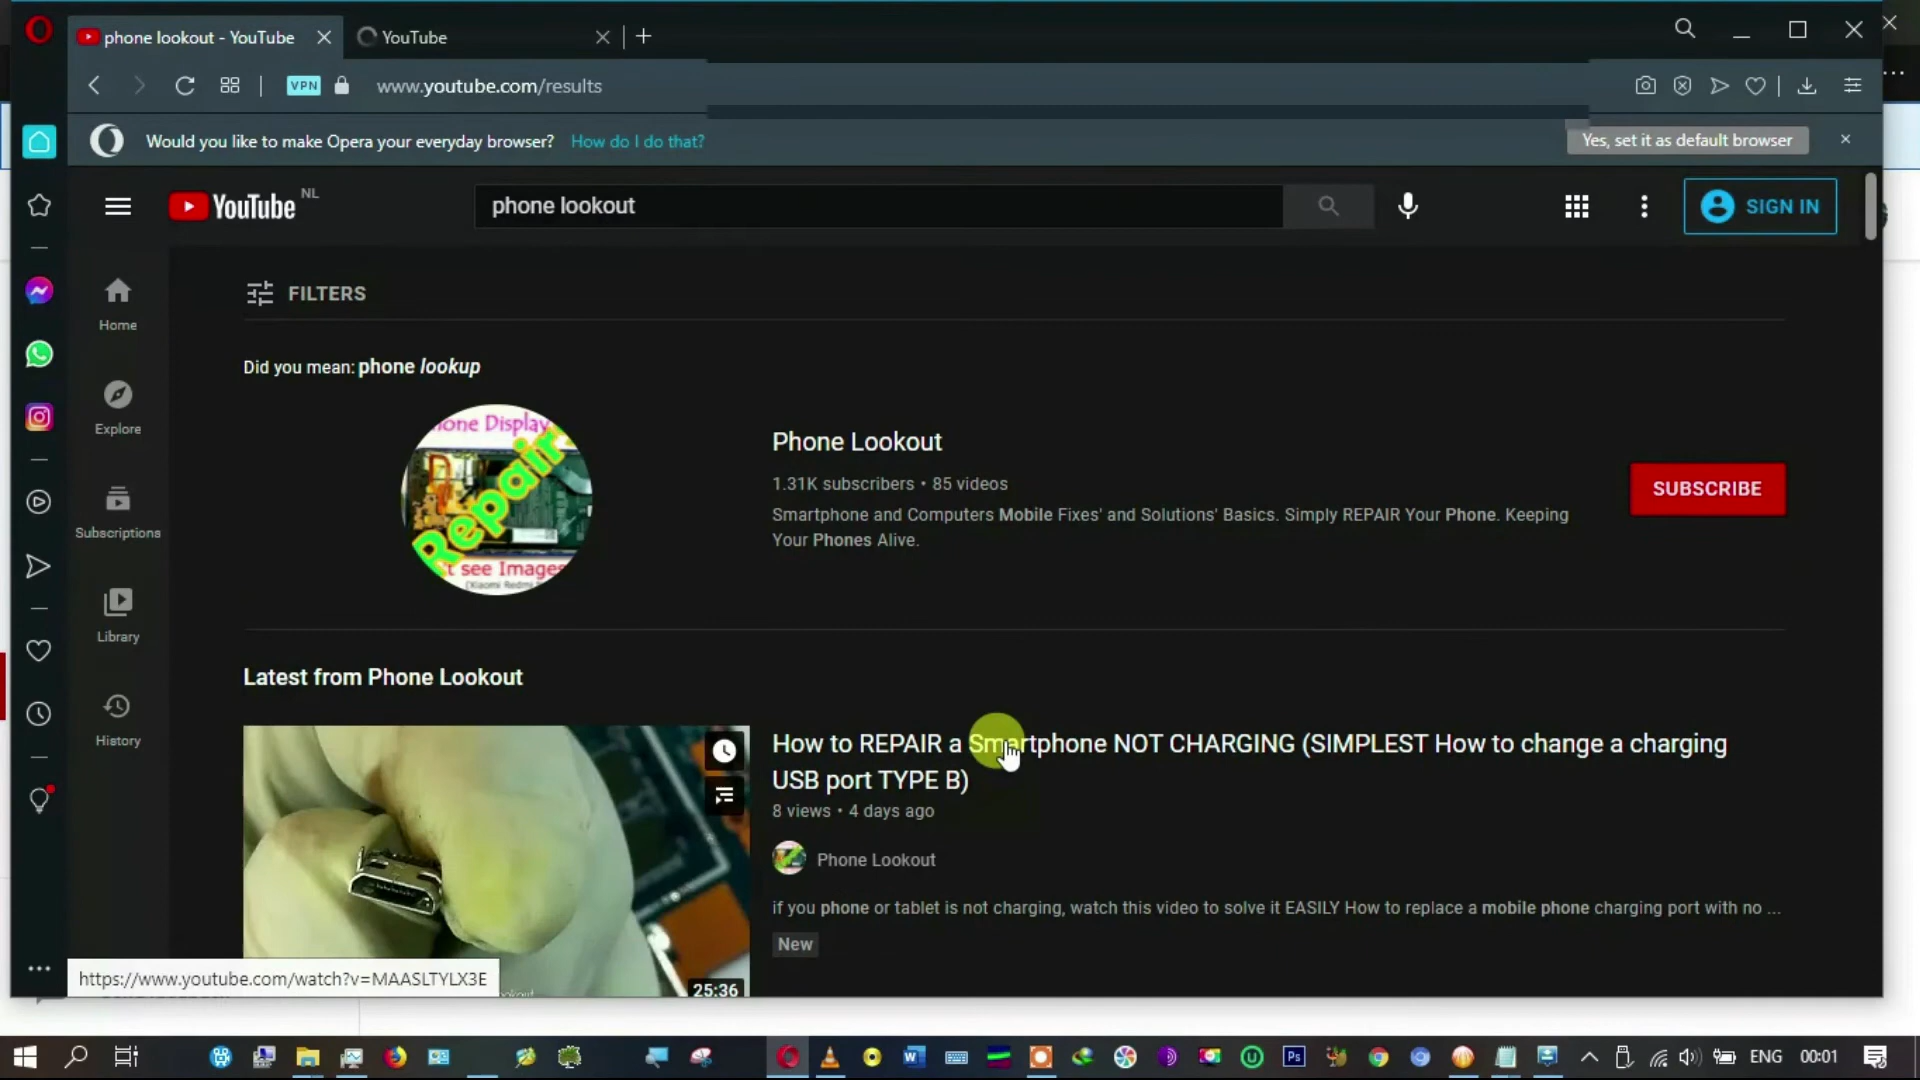 phone lookout - YouTube
YouTube
VPN
www.youtube.com/results
Would you like to make Opera your everyday browser? How do I do that?
Yes, set it as default browser
YouTube NL
phone lookout
SIGN IN
Home
Explore
Subscriptions
Library
History
FILTERS
Did you mean: phone lookup
one Display
Repair
t see Images
(Xiaomi Redmi
Phone Lookout
1.31K subscribers • 85 videos
Smartphone and Computers Mobile Fixes' and Solutions' Basics. Simply REPAIR Your Phone. Keeping
Your Phones Alive.
SUBSCRIBE
Latest from Phone Lookout
How to REPAIR a Smartphone NOT CHARGING (SIMPLEST How to change a charging
USB port TYPE B)
8 views • 4 days ago
Phone Lookout
if you phone or tablet is not charging, watch this video to solve it EASILY How to replace a mobile phone charging port with no ...
New
25:36
https://www.youtube.com/watch?v=MAASLTYLX3E
W
U
Ps
ENG
00:01